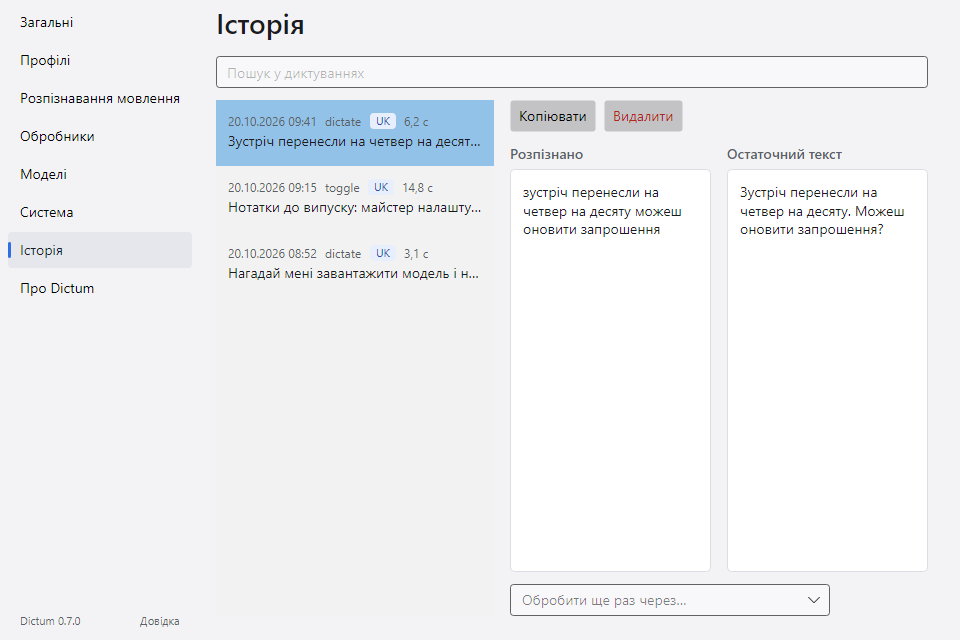 Загальні
Профілі
Розпізнавання мовлення
Обробники
Моделі
Система
Історія
Про Dictum
Dictum 0.7.0
Довідка
Історія
Пошук у диктуваннях
20.10.2026 09:41 dictate UK 6,2 с
Зустріч перенесли на четвер на десят...
20.10.2026 09:15 toggle UK 14,8 с
Нотатки до випуску: майстер налашту...
20.10.2026 08:52 dictate UK 3,1 с
Нагадай мені завантажити модель і н...
Копіювати
Видалити
Розпізнано
зустріч перенесли на
четвер на десяту можеш
оновити запрошення
Остаточний текст
Зустріч перенесли на
четвер на десяту. Можеш
оновити запрошення?
Обробити ще раз через...